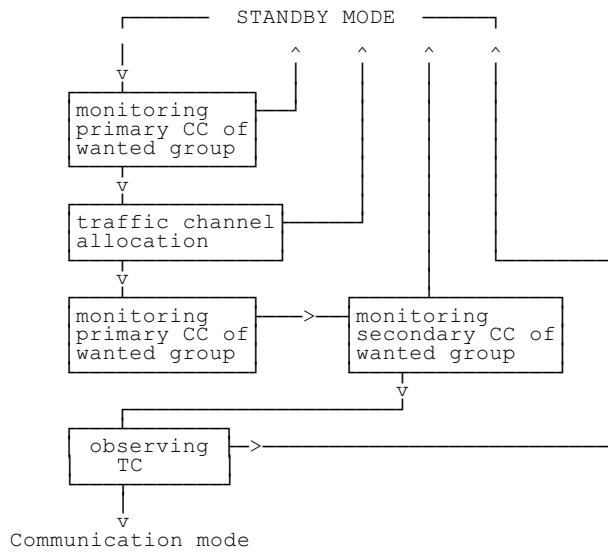 STANDBY MODE
monitoring
primary CC of
wanted group
traffic channel
allocation
monitoring
primary CC of
wanted group
monitoring
secondary CC of
wanted group
observing
TC
Communication mode